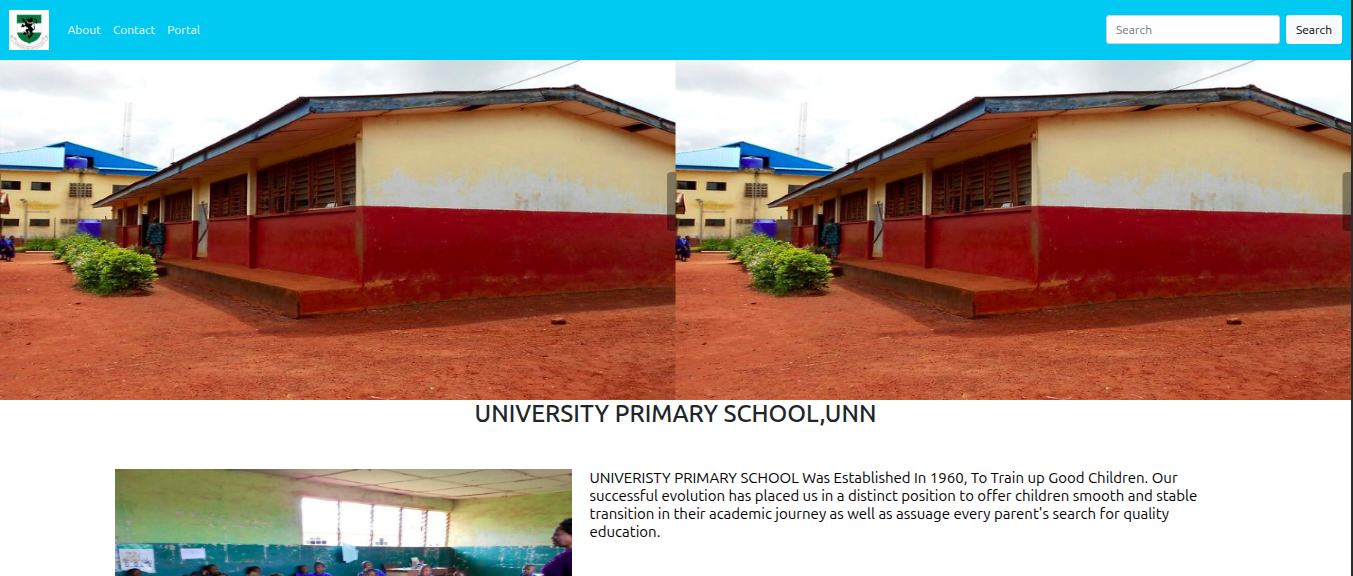 About Contact Portal Search Search
UNIVERSITY PRIMARY SCHOOL,UNN
UNIVERISTY PRIMARY SCHOOL Was Established In 1960, To Train up Good Children. Our
successful evolution has placed us in a distinct position to offer children smooth and stable
transition in their academic journey as well as assuage every parent's search for quality
education.